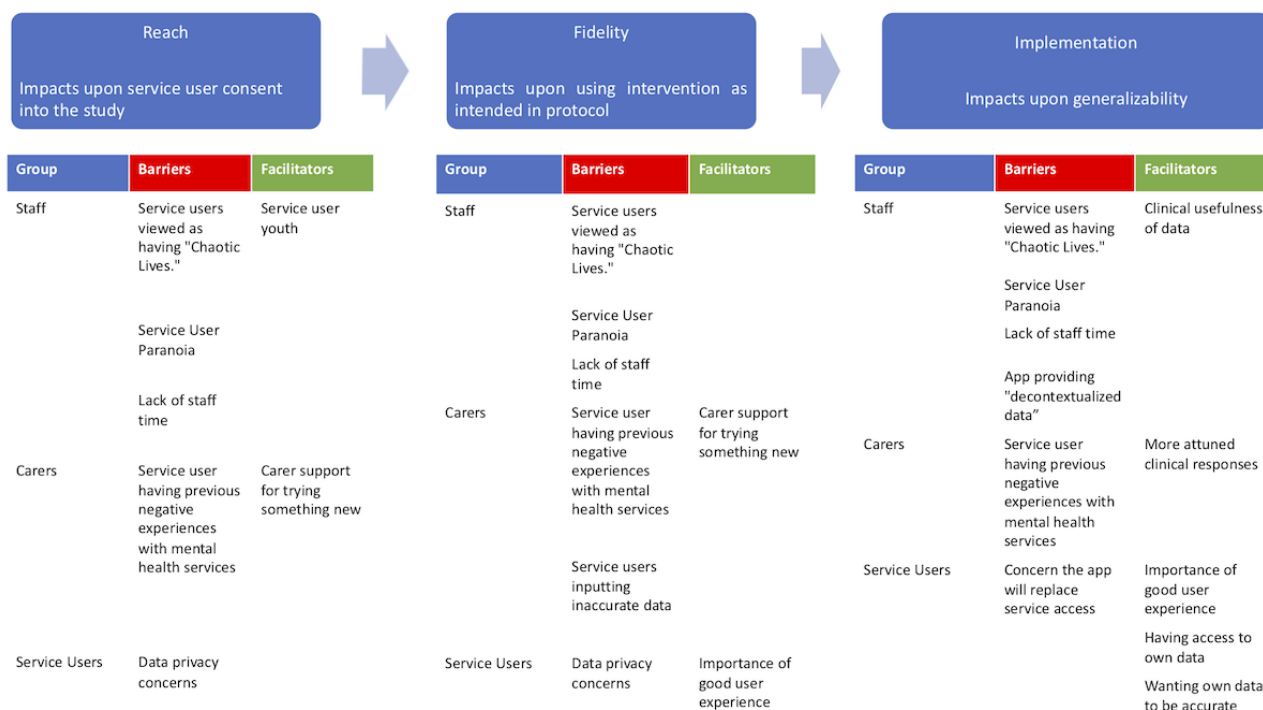 Reach
Impacts upon service user consent
into the study
Fidelity
Impacts upon using intervention as
intended in protocol
Implementation
Impacts upon generalizability
Group
Barriers
Facilitators
Staff
Service users
viewed as
having "Chaotic
Lives."
Service user
youth
Service User
Paranoia
Lack of staff
time
Carers
Service user
having previous
negative
experiences
with mental
health services
Carer support
for trying
something new
Service Users
Data privacy
concerns
Group
Barriers
Facilitators
Staff
Service users
viewed as
having "Chaotic
Lives."
Service User
Paranoia
Lack of staff
time
Carers
Service user
having previous
negative
experiences
with mental
health services
Carer support
for trying
something new
Service users
inputting
inaccurate data
Service Users
Data privacy
concerns
Importance of
good user
experience
Group
Barriers
Facilitators
Staff
Service users
viewed as having
"Chaotic Lives."
Clinical usefulness
of data
Service User
Paranoia
Lack of staff time
App providing
"decontextualized
data”
Carers
Service user
having previous
negative
experiences with
mental health
services
More attuned
clinical responses
Service Users
Concern the app
will replace
service access
Importance of
good user
experience
Having access to
own data
Wanting own data
to be accurate